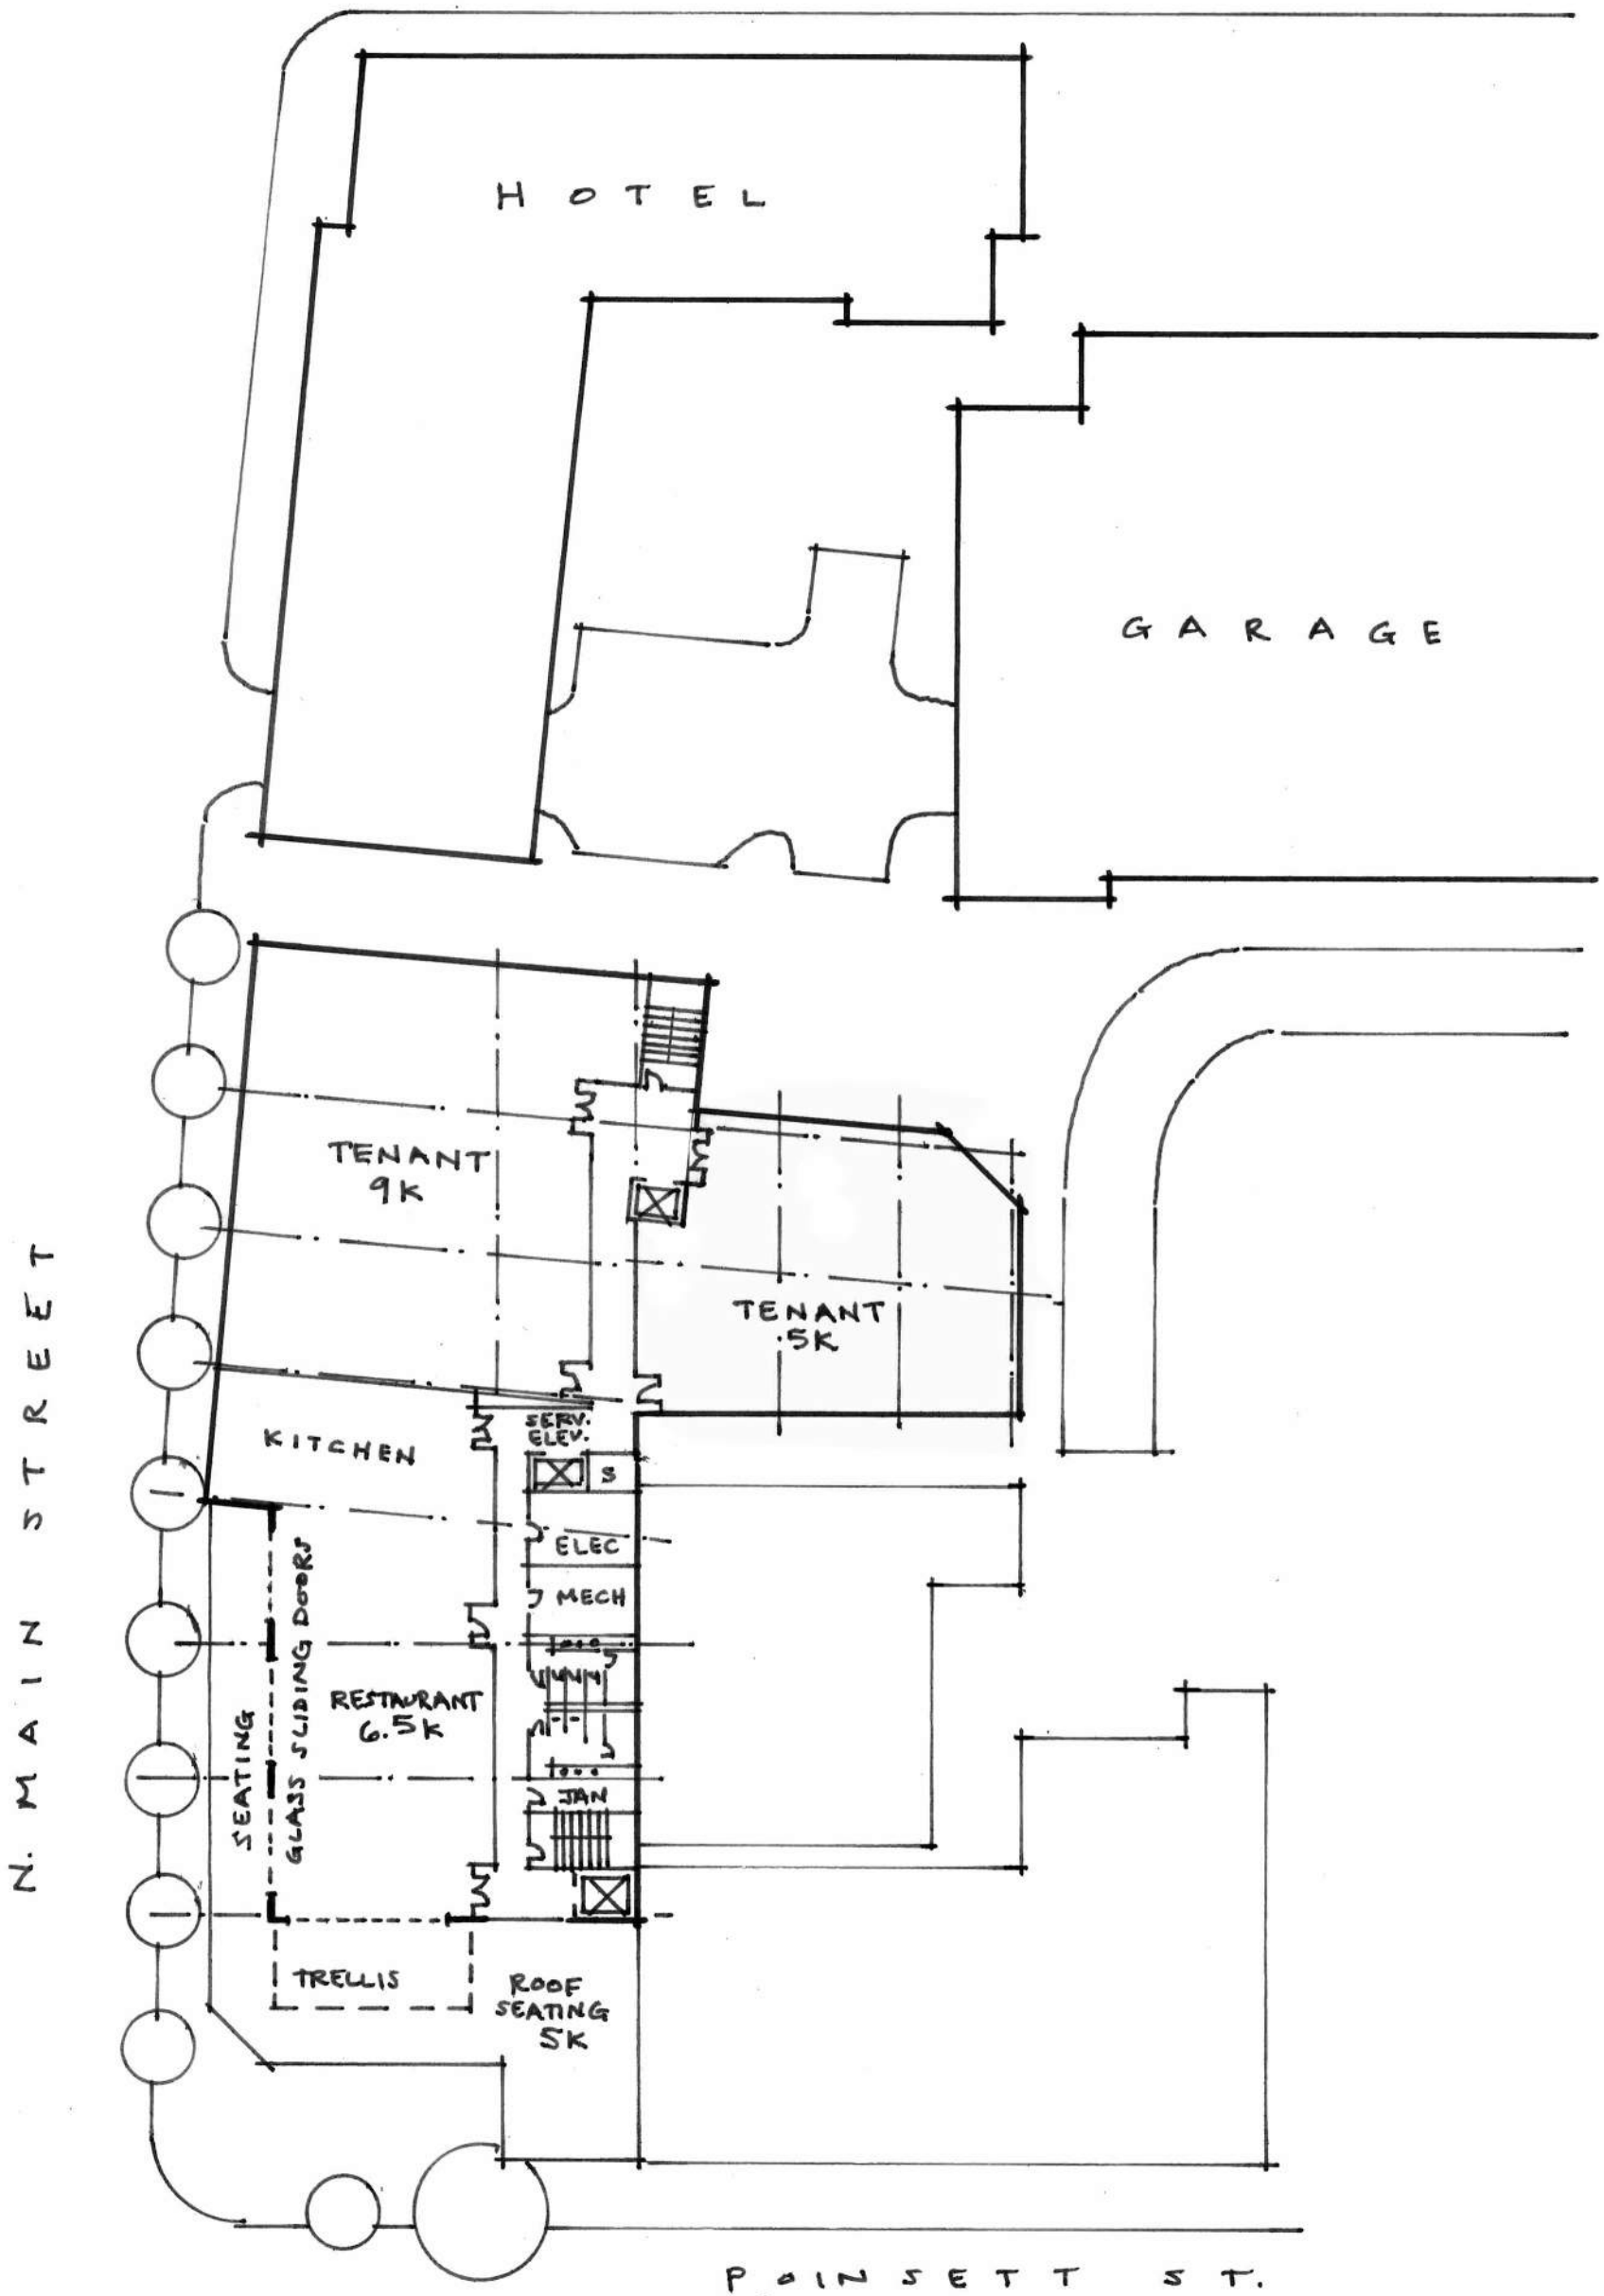 HOTEL
GARAGE
TENANT
9K
TENANT
5K
N. MAIN STREET
KITCHEN
SERV.
ELEV.
S
ELEC
MECH
GLASS SLIDING DOORS
SEATING
RESTAURANT
6.5K
JAN
TRELLIS
ROOF
SEATING
5K
POINSETT ST.